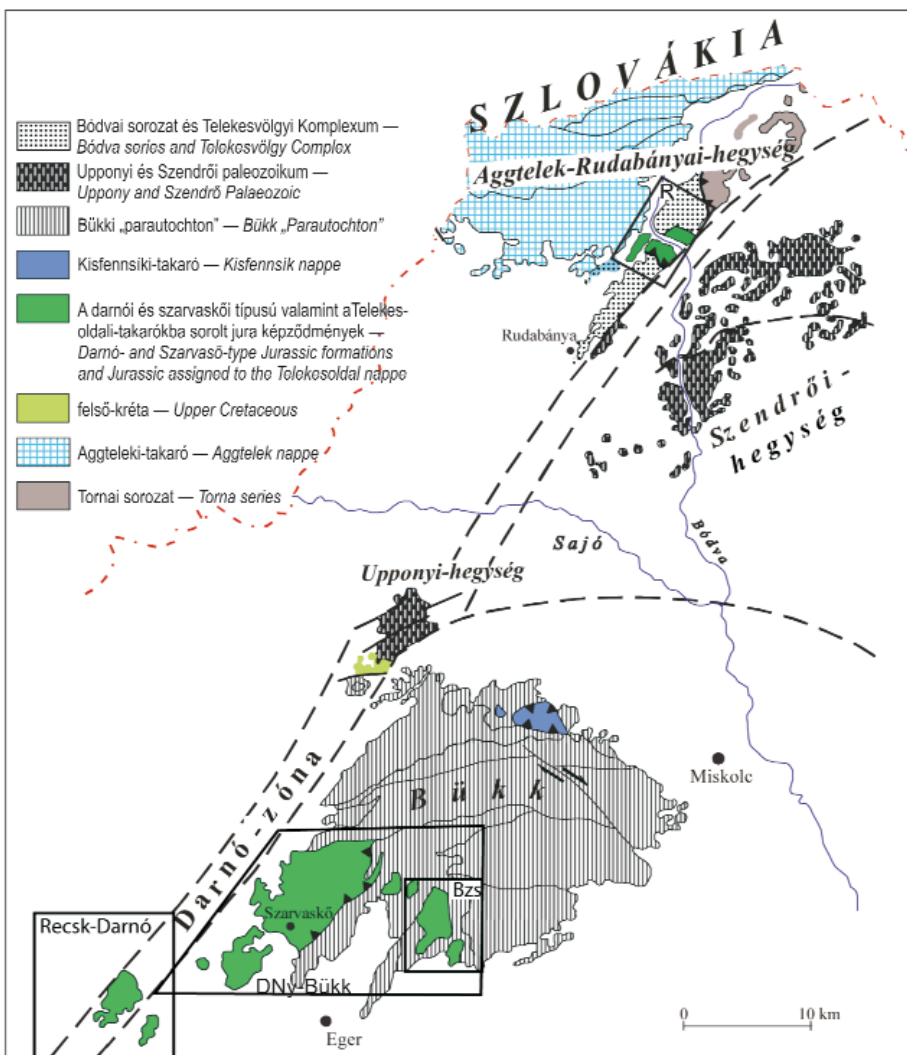 SZLOVÁKIA
Bódvai sorozat és Telekesvölgyi Komplexum —
Bódva series and Telekesvölgy Complex
Upponyi és Szendrői paleozoikum —
Uppony and Szendrő Palaeozoic
Bükki „parautochton” — Bükk „Parautochton”
Kisfennsíki-takaró — Kisfennsik nappe
A darnói és szarvaskői típusú valamint aTelekes-
oldali-takarókba sorolt jura képződmények —
Darnó- and Szarvasö-type Jurassic formations
and Jurassic assigned to the Telekesoldal nappe
felső-kréta — Upper Cretaceous
Aggteleki-takaró — Aggtelek nappe
Tornai sorozat — Torna series
Aggtelek-Rudabányai-hegység
R
Rudabánya
Szendrői-
hegység
Sajó
Bódva
Upponyi-hegység
Darnó-zóna
Bükk
Miskolc
Bzs
Szarvaskő
Recsk-Darnó
DNy-Bükk
Eger
0 10 km